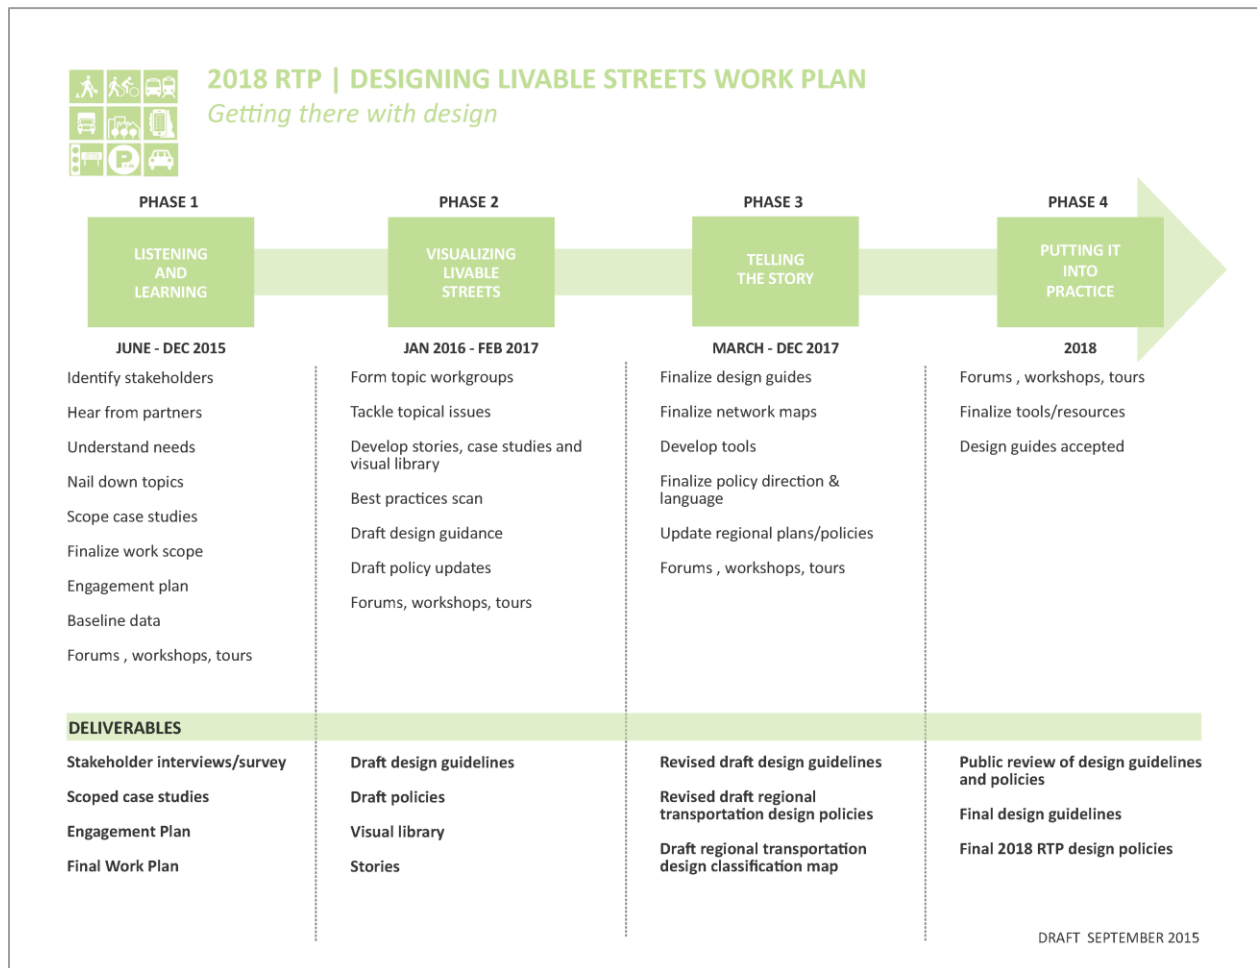 2018 RTP | DESIGNING LIVABLE STREETS WORK PLAN
Getting there with design
PHASE 1
LISTENING
AND
LEARNING
JUNE - DEC 2015
Identify stakeholders
Hear from partners
Understand needs
Nail down topics
Scope case studies
Finalize work scope
Engagement plan
Baseline data
Forums , workshops, tours
PHASE 2
VISUALIZING
LIVABLE
STREETS
JAN 2016 - FEB 2017
Form topic workgroups
Tackle topical issues
Develop stories, case studies and
visual library
Best practices scan
Draft design guidance
Draft policy updates
Forums, workshops, tours
PHASE 3
TELLING
THE STORY
MARCH - DEC 2017
Finalize design guides
Finalize network maps
Develop tools
Finalize policy direction &
language
Update regional plans/policies
Forums , workshops, tours
PHASE 4
PUTTING IT
INTO
PRACTICE
2018
Forums , workshops, tours
Finalize tools/resources
Design guides accepted
DELIVERABLES
Stakeholder interviews/survey
Scoped case studies
Engagement Plan
Final Work Plan
Draft design guidelines
Draft policies
Visual library
Stories
Revised draft design guidelines
Revised draft regional
transportation design policies
Draft regional transportation
design classification map
Public review of design guidelines
and policies
Final design guidelines
Final 2018 RTP design policies
DRAFT  SEPTEMBER 2015